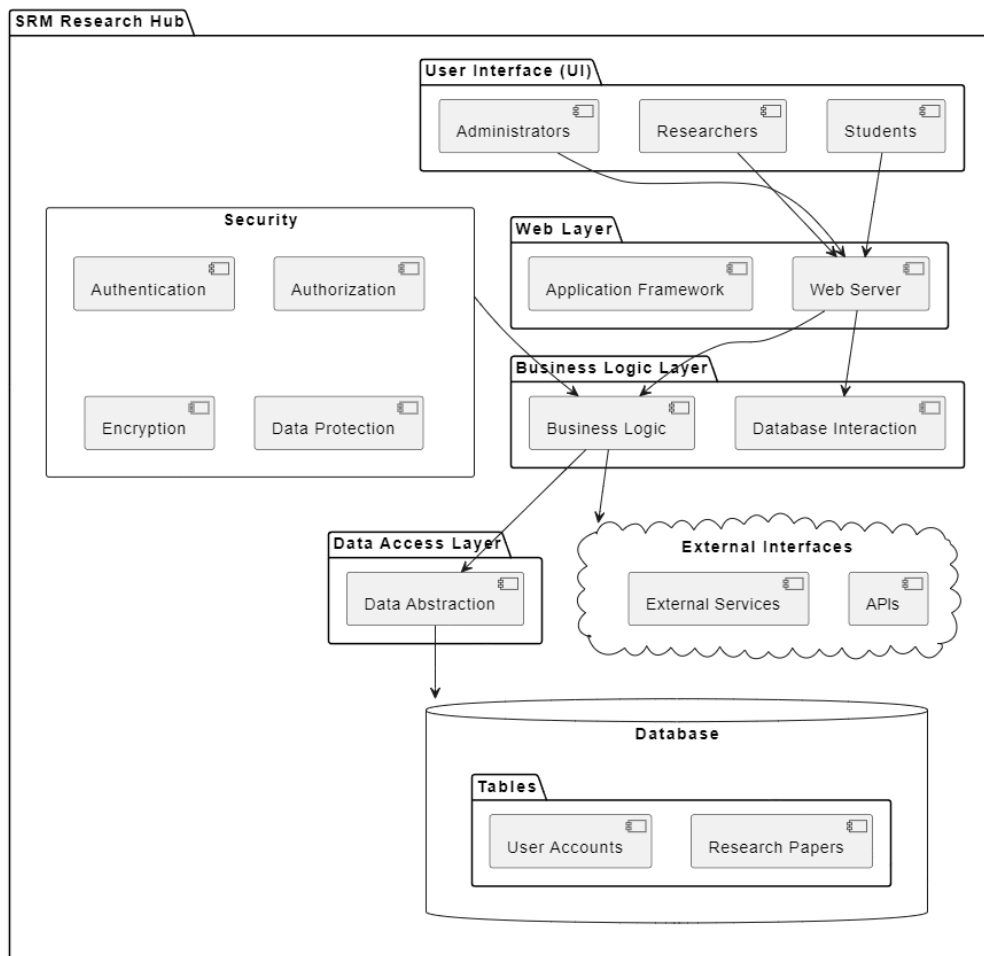 SRM Research Hub
User Interface (UI)
Administrators
Researchers
Students
Security
Authentication
Authorization
Encryption
Data Protection
Web Layer
Application Framework
Web Server
Business Logic Layer
Business Logic
Database Interaction
Data Access Layer
Data Abstraction
External Interfaces
External Services
APIs
Database
Tables
User Accounts
Research Papers